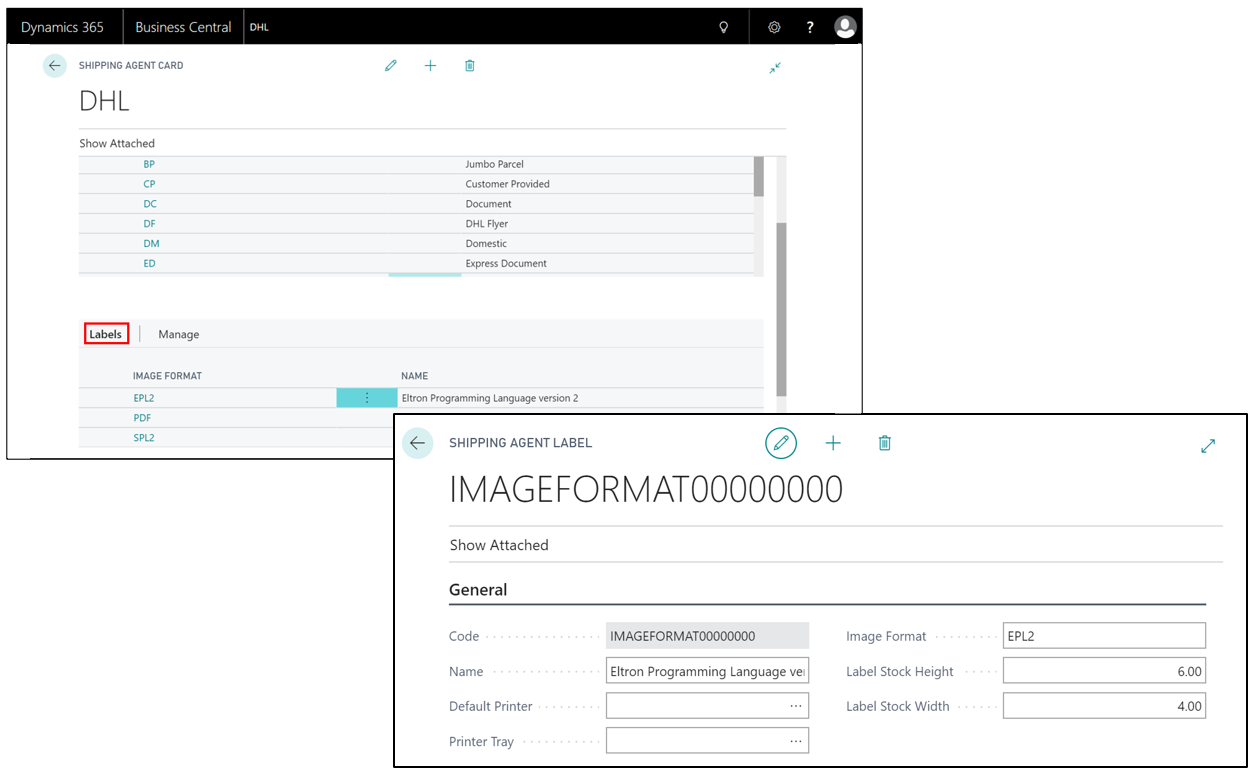 Dynamics 365 Business Central DHL ?
SHIPPING AGENT CARD
DHL
Show Attached
BP Jumbo Parcel
CP Customer Provided
DC Document
DF DHL Flyer
DM Domestic
ED Express Document
Labels Manage
IMAGE FORMAT NAME
EPL2 Eltron Programming Language version 2
PDF
SPL2
SHIPPING AGENT LABEL
IMAGEFORMAT00000000
Show Attached
General
Code IMAGEFORMAT00000000 Image Format EPL2
Name Eltron Programming Language ver Label Stock Height 6.00
Default Printer Label Stock Width 4.00
Printer Tray